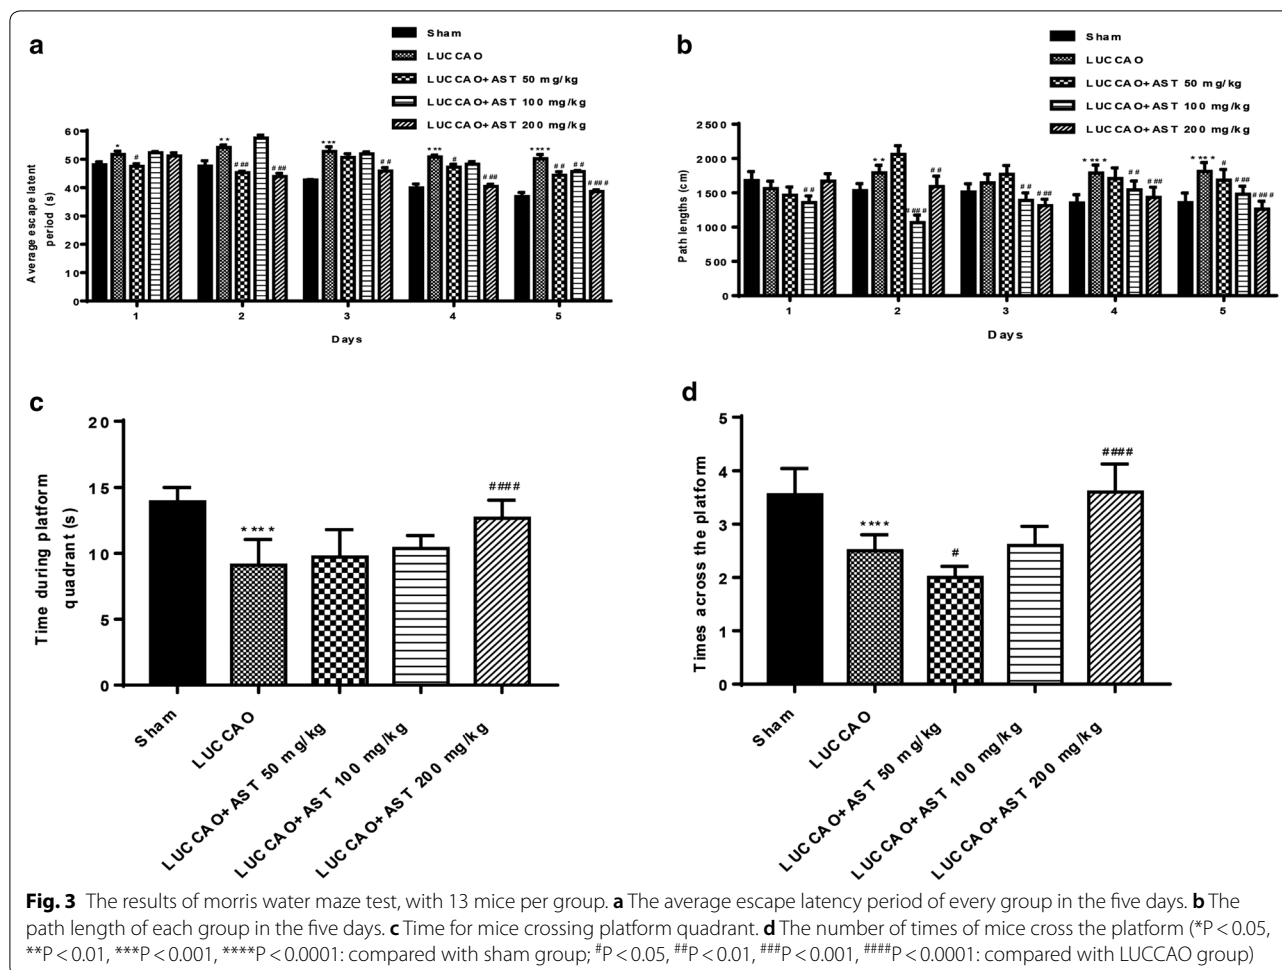 a
Sham
LUCCAO
LUCCAO+AST 50 mg/kg
LUCCAO+AST 100 mg/kg
LUCCAO+AST 200 mg/kg
Average escape latent
period (s)
60
50
40
30
20
10
0
* # ** ### ### *** ## *** # ### **** ## ## ####
1 2 3 4 5
Days
b
Sham
LUCCAO
LUCCAO+AST 50 mg/kg
LUCCAO+AST 100 mg/kg
LUCCAO+AST 200 mg/kg
Path lengths (cm)
2500
2000
1500
1000
500
0
## ** #### ## ## ### **** ## ### **** # ### ####
1 2 3 4 5
Days
c
Time during platform
quadrant (s)
20
15
10
5
0
**** ####
Sham
LUCCAO
LUCCAO+AST 50 mg/kg
LUCCAO+AST 100 mg/kg
LUCCAO+AST 200 mg/kg
d
Times across the platform
5
4
3
2
1
0
**** # ####
Sham
LUCCAO
LUCCAO+AST 50 mg/kg
LUCCAO+AST 100 mg/kg
LUCCAO+AST 200 mg/kg
Fig. 3 The results of morris water maze test, with 13 mice per group. a The average escape latency period of every group in the five days. b The
path length of each group in the five days. c Time for mice crossing platform quadrant. d The number of times of mice cross the platform (*P < 0.05,
**P < 0.01, ***P < 0.001, ****P < 0.0001: compared with sham group; #P < 0.05, ##P < 0.01, ###P < 0.001, ####P < 0.0001: compared with LUCCAO group)